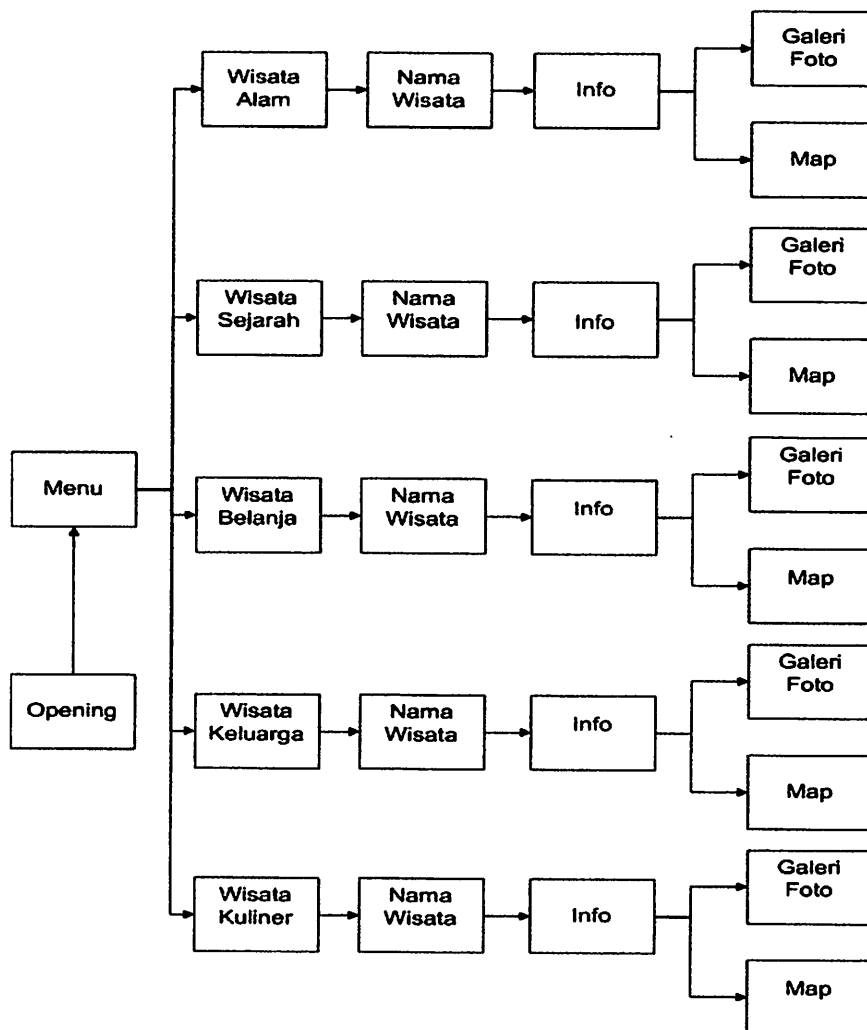 Wisata
Alam
Nama
Wisata
Info
Galeri
Foto
Map
Wisata
Sejarah
Nama
Wisata
Info
Galeri
Foto
Map
Menu
Wisata
Belanja
Nama
Wisata
Info
Galeri
Foto
Map
Opening
Wisata
Keluarga
Nama
Wisata
Info
Galeri
Foto
Map
Wisata
Kuliner
Nama
Wisata
Info
Galeri
Foto
Map